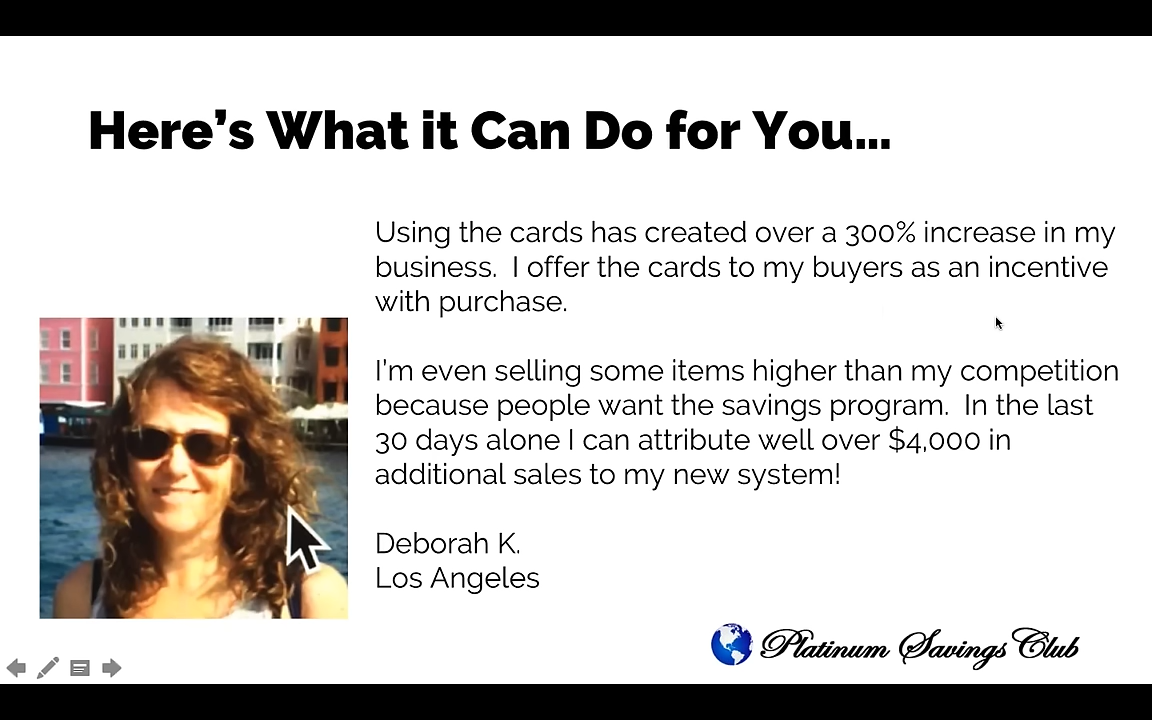 Here’s What it Can Do for You...
Using the cards has created over a 300% increase in my
business.  I offer the cards to my buyers as an incentive
with purchase.
I'm even selling some items higher than my competition
because people want the savings program.  In the last
30 days alone I can attribute well over $4,000 in
additional sales to my new system!
Deborah K.
Los Angeles
Platinum Savings Club